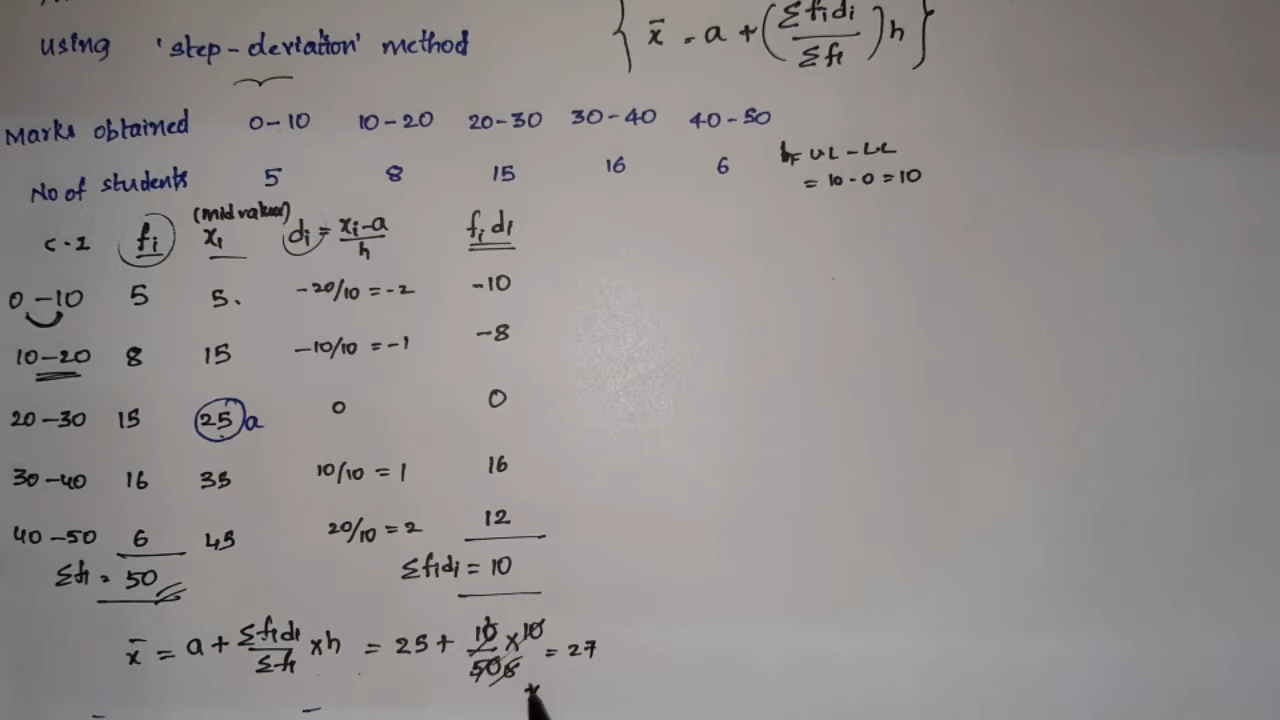 using 'step-deviation' method { x̄ = a + (Σfidi / Σfi) h }
Marks obtained 0-10 10-20 20-30 30-40 40-50
No of students 5 8 15 16 6
h= UL - LL
= 10 - 0 = 10
C.I fi (mid values) xi di = xi-a / h fi di
0-10 5 5. -20/10 = -2 -10
10-20 8 15 -10/10 = -1 -8
20-30 15 25 a 0 0
30-40 16 35 10/10 = 1 16
40-50 6 45 20/10 = 2 12
Σfi = 50 Σfidi = 10
x̄ = a + Σfidi / Σfi × h = 25 + 10 / 50 × 10 = 27